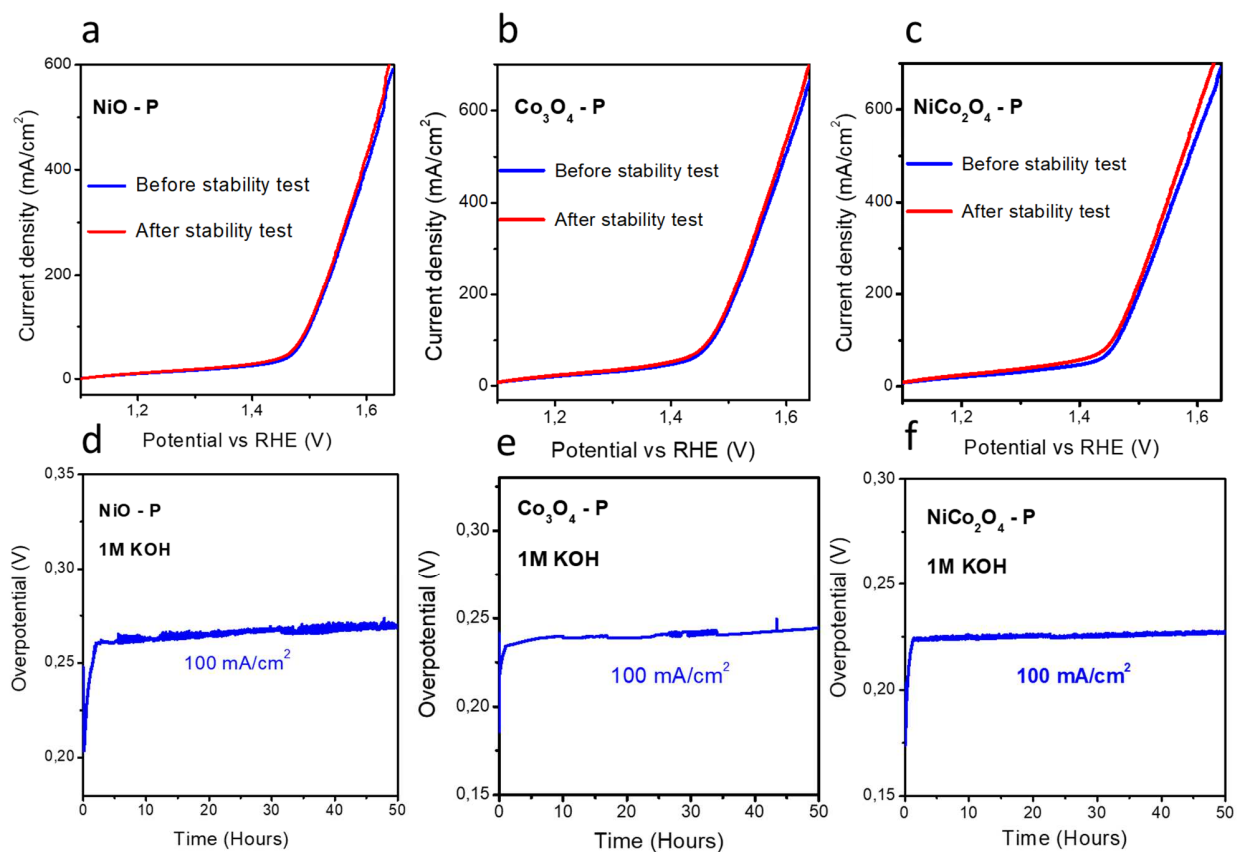 a
600
400
200
0
Current density (mA/cm²)
NiO - P
Before stability test
After stability test
1,2
1,4
1,6
Potential vs RHE (V)
b
600
400
200
0
Current density (mA/cm²)
Co₃O₄ - P
Before stability test
After stability test
1,2
1,4
1,6
Potential vs RHE (V)
c
600
400
200
0
Current density (mA/cm²)
NiCo₂O₄ - P
Before stability test
After stability test
1,2
1,4
1,6
Potential vs RHE (V)
d
0,35
0,30
0,25
0,20
Overpotential (V)
NiO - P
1M KOH
100 mA/cm²
0
10
20
30
40
50
Time (Hours)
e
0,30
0,25
0,20
0,15
Overpotential (V)
Co₃O₄ - P
1M KOH
100 mA/cm²
0
10
20
30
40
50
Time (Hours)
f
0,30
0,25
0,20
0,15
Overpotential (V)
NiCo₂O₄ - P
1M KOH
100 mA/cm²
0
10
20
30
40
50
Time (Hours)